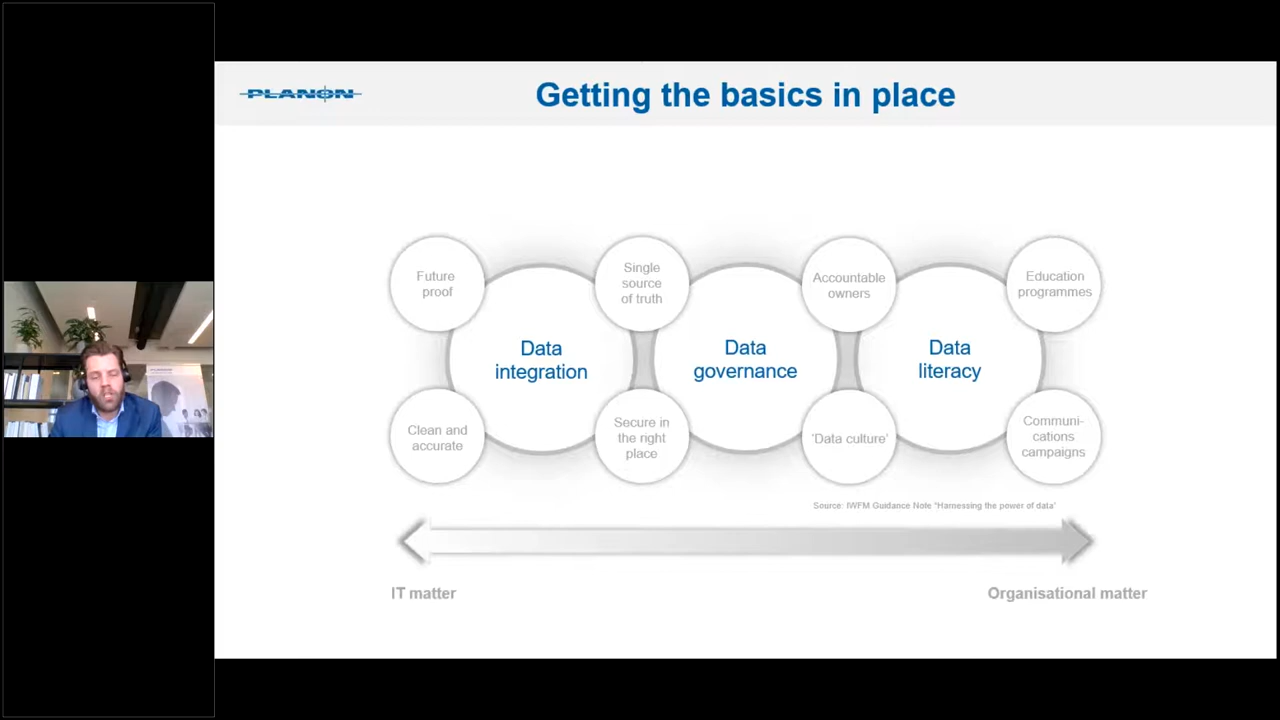 PLANON
Getting the basics in place
Future
proof
Single
source
of truth
Accountable
owners
Education
programmes
Data
integration
Data
governance
Data
literacy
Clean and
accurate
Secure in
the right
place
'Data culture'
Communi-
cations
campaigns
Source: IWFM Guidance Note "Harnessing the power of data'
IT matter
Organisational matter